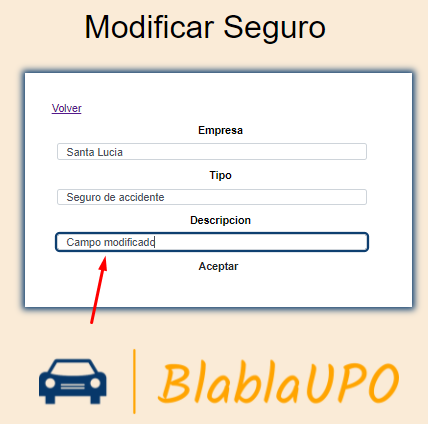 Modificar Seguro
Volver
Empresa
Santa Lucia
Tipo
Seguro de accidente
Descripcion
Campo modificado
Aceptar
BlablaUPO